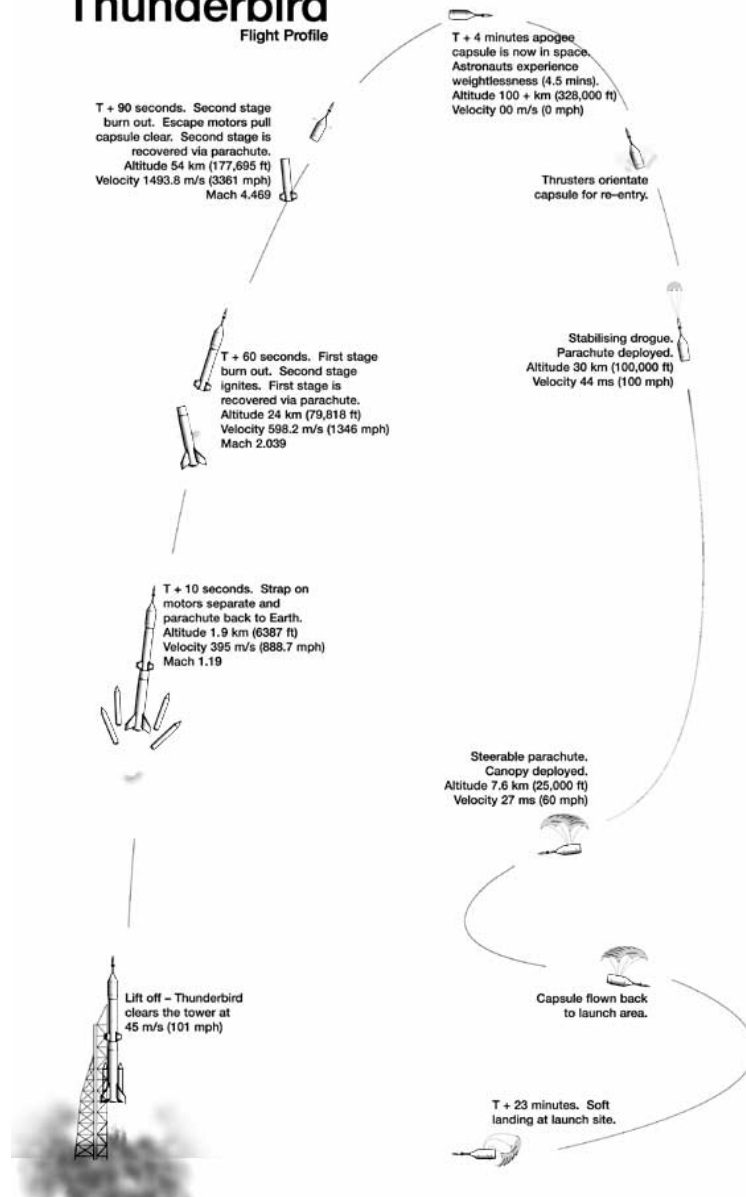 Thunderbird
Flight Profile
T + 4 minutes apogee
capsule is now in space.
Astronauts experience
weightlessness (4.5 mins).
Altitude 100 + km (328,000 ft)
Velocity 00 m/s (0 mph)
T + 90 seconds. Second stage
burn out. Escape motors pull
capsule clear. Second stage is
recovered via parachute.
Altitude 54 km (177,695 ft)
Velocity 1493.8 m/s (3361 mph)
Mach 4.469
Thrusters orientate
capsule for re-entry.
Stabilising drogue.
Parachute deployed.
Altitude 30 km (100,000 ft)
Velocity 44 ms (100 mph)
T + 60 seconds. First stage
burn out. Second stage
ignites. First stage is
recovered via parachute.
Altitude 24 km (79,818 ft)
Velocity 598.2 m/s (1346 mph)
Mach 2.039
T + 10 seconds. Strap on
motors separate and
parachute back to Earth.
Altitude 1.9 km (6387 ft)
Velocity 395 m/s (888.7 mph)
Mach 1.19
Steerable parachute.
Canopy deployed.
Altitude 7.6 km (25,000 ft)
Velocity 27 ms (60 mph)
Lift off – Thunderbird
clears the tower at
45 m/s (101 mph)
Capsule flown back
to launch area.
T + 23 minutes. Soft
landing at launch site.